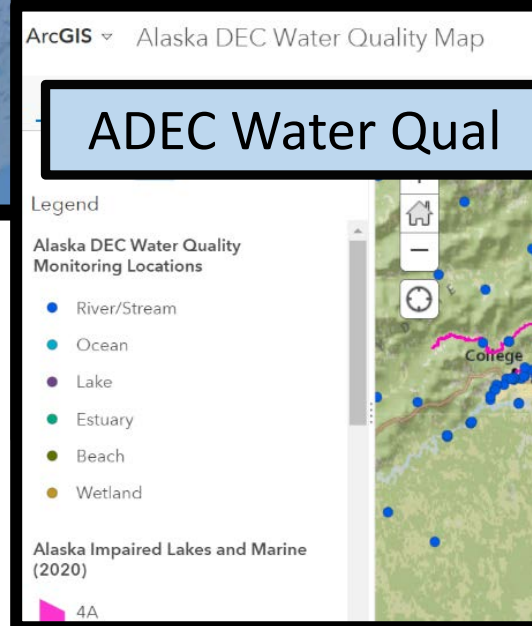 ArcGIS Alaska DEC Water Quality Map
ADEC Water Qual
Legend
Alaska DEC Water Quality
Monitoring Locations
River/Stream
Ocean
Lake
Estuary
Beach
Wetland
Alaska Impaired Lakes and Marine
(2020)
4A
College